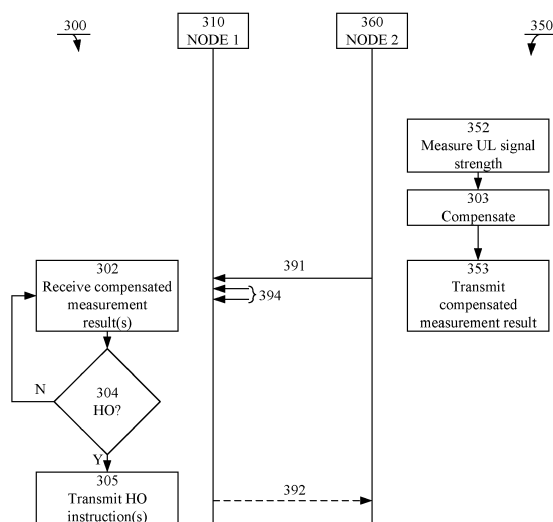 300
310
NODE 1
360
NODE 2
350
352
Measure UL signal
strength
303
Compensate
391
394
302
Receive compensated
measurement
result(s)
353
Transmit
compensated
measurement result
N
304
HO?
Y
305
Transmit HO
instruction(s)
392